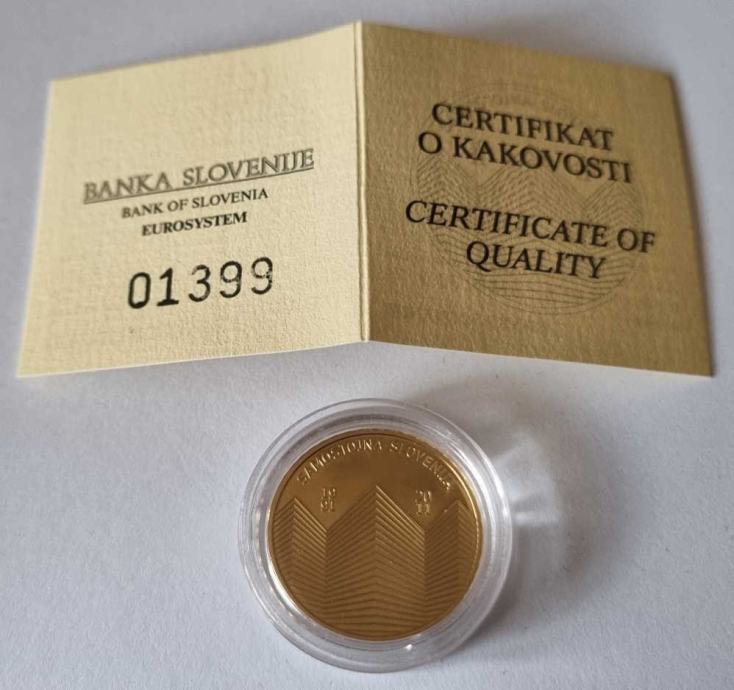 BANKA SLOVENIJE
BANK OF SLOVENIA
EUROSYSTEM
01399
CERTIFIKAT
O KAKOVOSTI
CERTIFICATE OF
QUALITY
SAMOSTOJNA SLOVENIJA
19
91
20
11